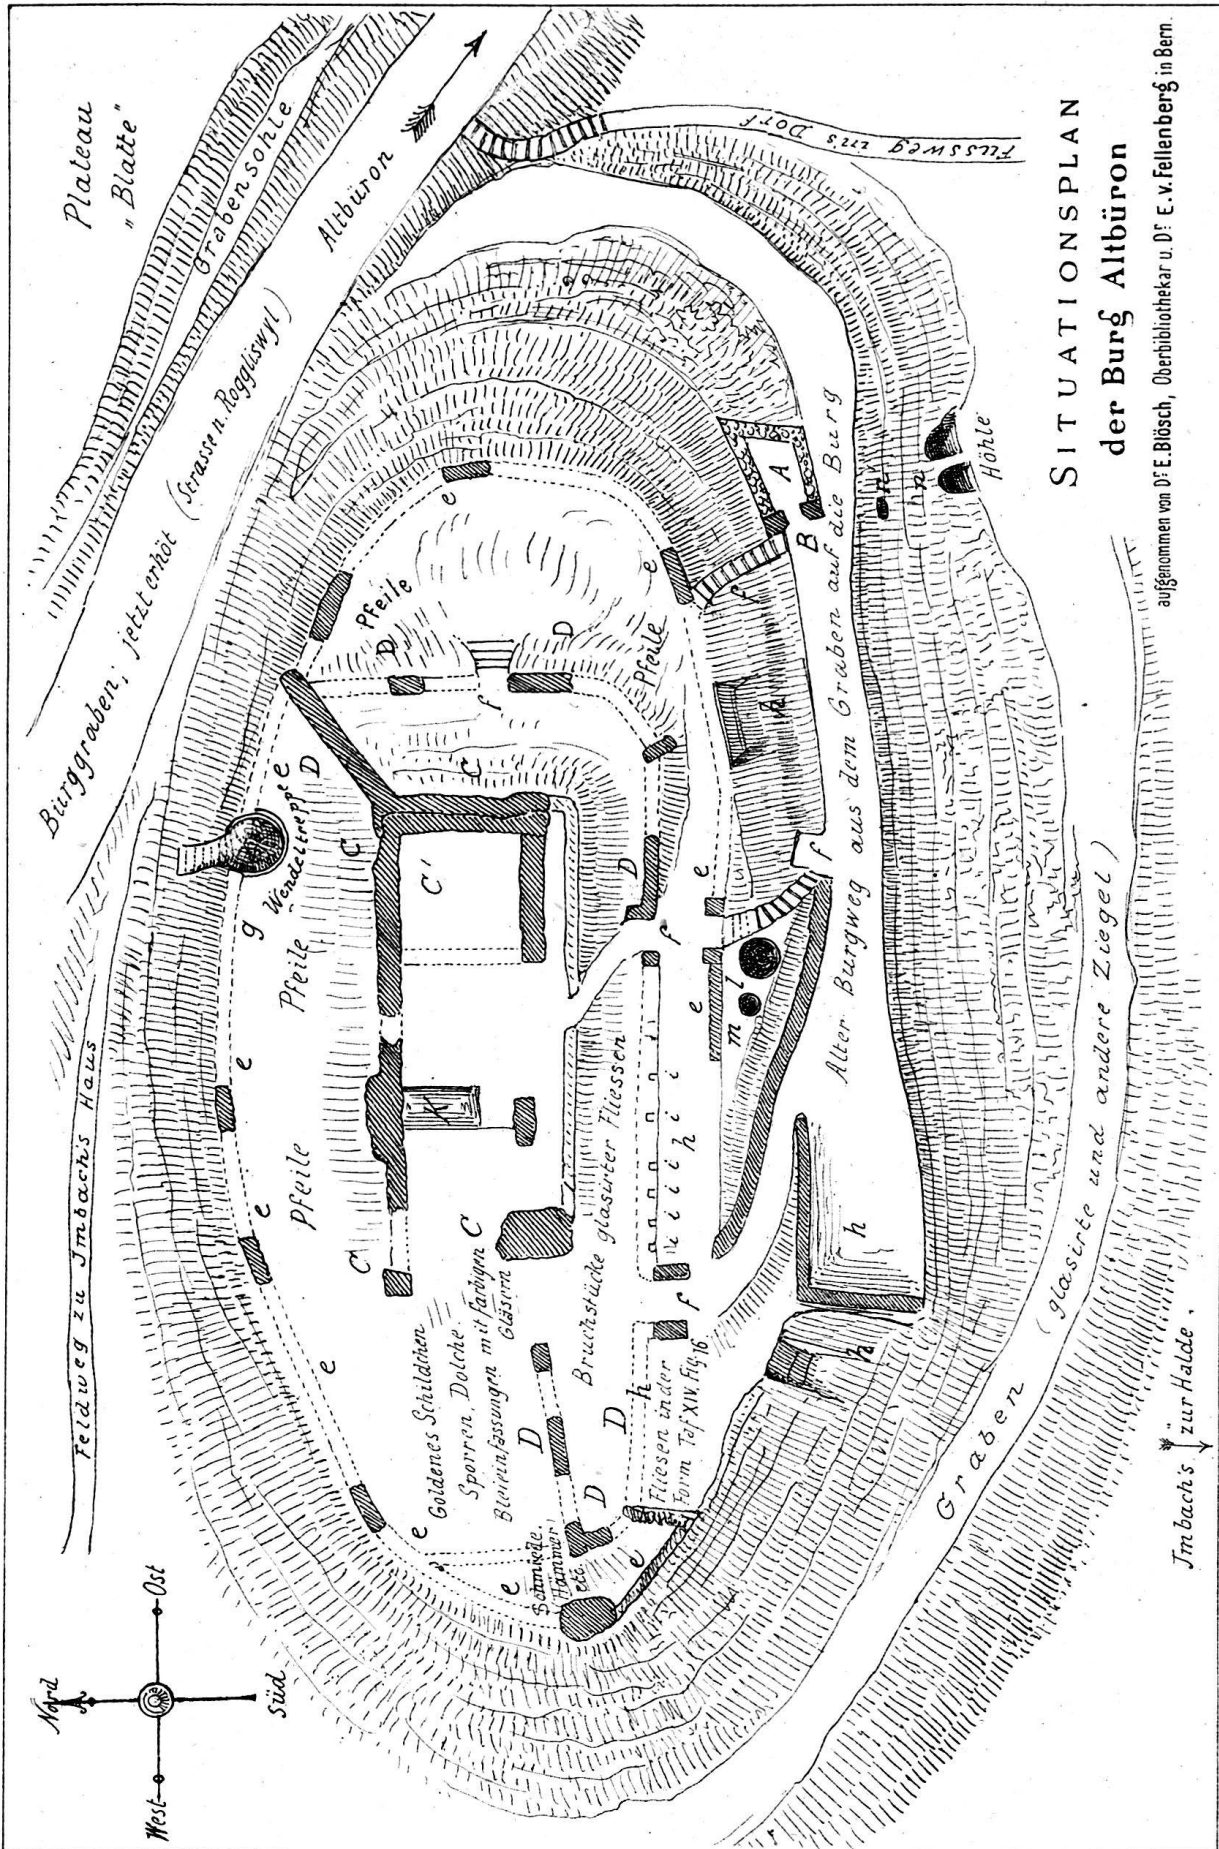 SITUATIONSPLAN
der Burg Altbüron
aufgenommen von Dr. E. Blösch, Oberbibliothekar u. Dr. E. v. Fellenberg in Bern.
Nord
West
Ost
Süd
Feldweg zu Jmbach's Haus
Burggraben, jetzt erhöt (Strasse n. Roggliswyl)
Altbüron
Plateau
„Blatte"
Grabensohle
Fussweg ins Dorf
e
e
e
e
g
Wendeltreppe
e
D
e
Pfeile
Pfeile
Pfeile
D
D
f
C
C
C
C'
K
C
e
Pfeile
f
B
A
Goldenes Schildchen
Sporren, Dolche
Bleieinfassungen mit farbigen
Gläsern
C
D
D
Schmiede
Hammer
etc
e
e
e
Bruchstücke glasirter Fliessen
D
f
e
D
h
Fliesen in der
Form Taf XIV. Fig. 16
f
i
i
i
h
i
i
e
m
l
f
h
h
h
Alter Burgweg aus dem Graben auf die Burg
n
n
Höhle
Graben (glasirte und andere Ziegel)
Jmbach's zur Halde.